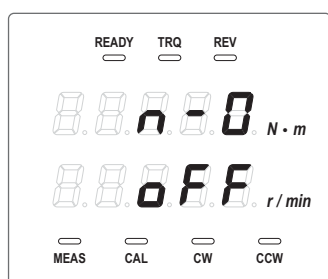 READY TRQ REV
n-0 N・m
oFF r/min
MEAS CAL CW CCW